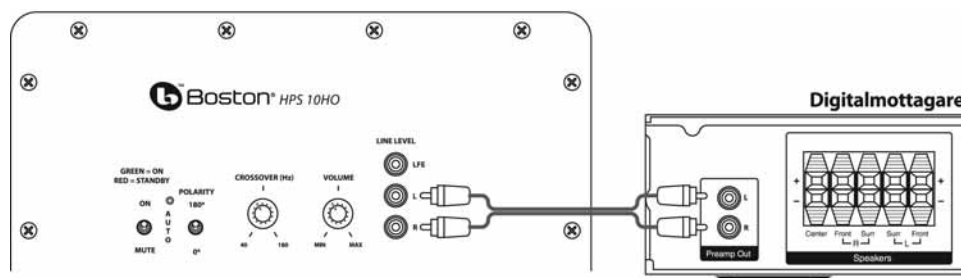 b Boston® HPS 10HO
™
Digitalmottagare
LINE LEVEL
LFE
L
R
GREEN = ON
RED = STANDBY
ON
AUTO
MUTE
POLARITY
180°
0°
CROSSOVER (Hz)
40 180
VOLUME
MIN MAX
L
R
Preamp Out
+ +
– –
Center Front Surr Surr Front
R L
Speakers